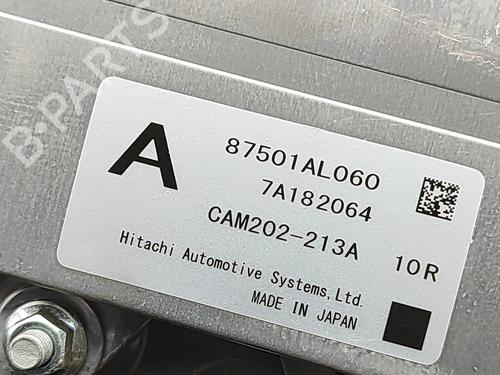 B-PARTS
A
87501AL060
7A182064
CAM202-213A
10R
Hitachi Automotive Systems,Ltd.
MADE IN JAPAN